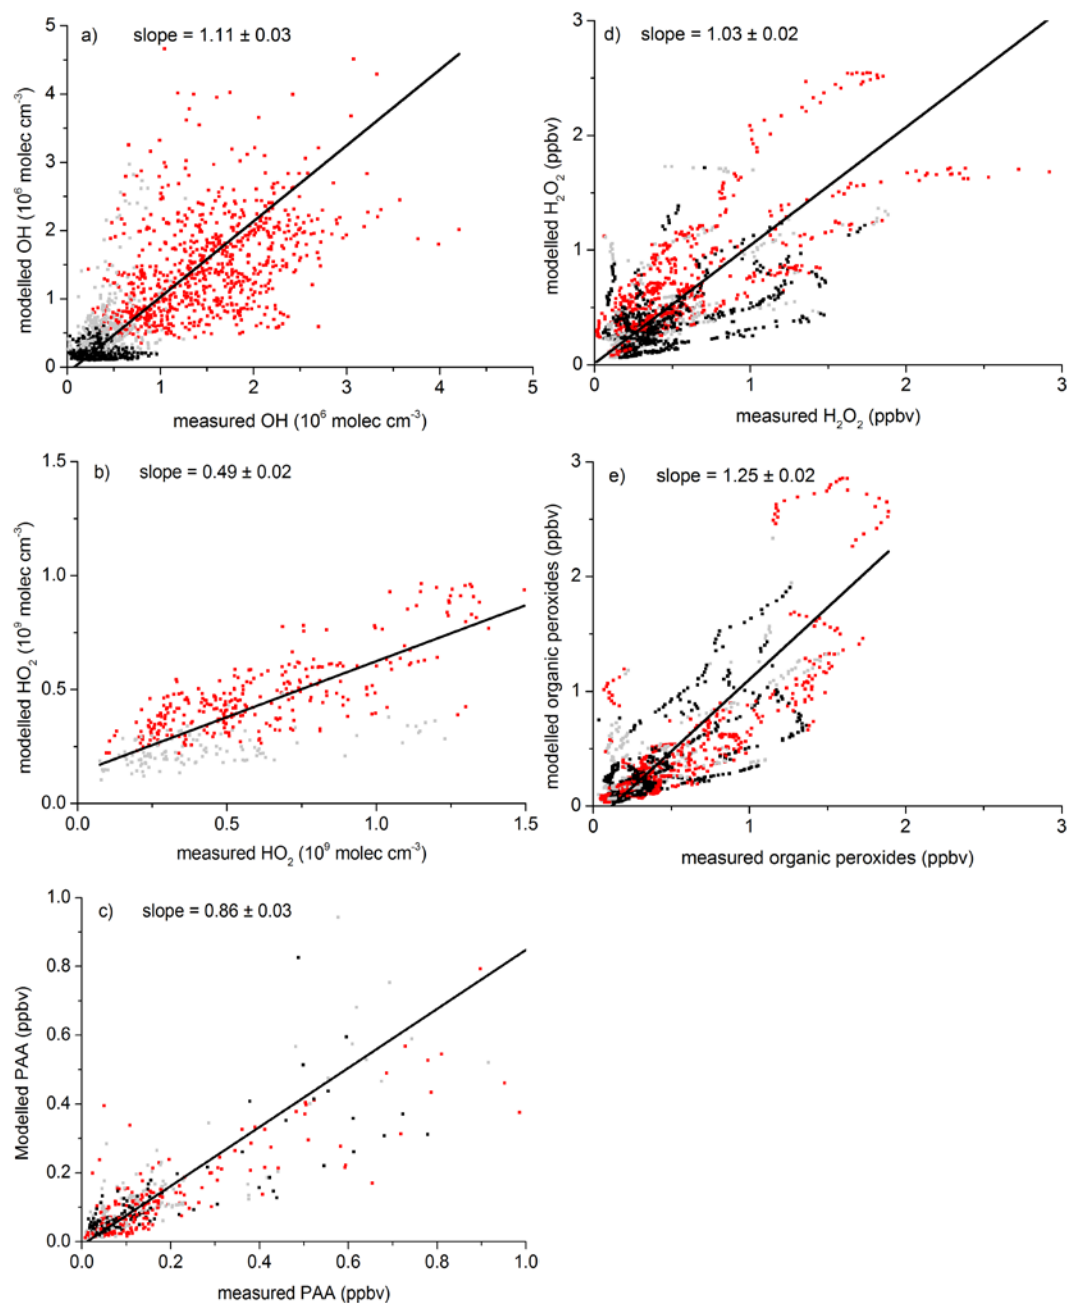 a) slope = 1.11 ± 0.03
modelled OH (10⁶ molec cm⁻³)
5
4
3
2
1
0
0 1 2 3 4 5
measured OH (10⁶ molec cm⁻³)
d) slope = 1.03 ± 0.02
modelled H₂O₂ (ppbv)
3
2
1
0
0 1 2 3
measured H₂O₂ (ppbv)
b) slope = 0.49 ± 0.02
modelled HO₂ (10⁹ molec cm⁻³)
1.5
1.0
0.5
0.0
0.0 0.5 1.0 1.5
measured HO₂ (10⁹ molec cm⁻³)
e) slope = 1.25 ± 0.02
modelled organic peroxides (ppbv)
3
2
1
0
0 1 2 3
measured organic peroxides (ppbv)
c) slope = 0.86 ± 0.03
Modelled PAA (ppbv)
1.0
0.8
0.6
0.4
0.2
0.0
0.0 0.2 0.4 0.6 0.8 1.0
measured PAA (ppbv)